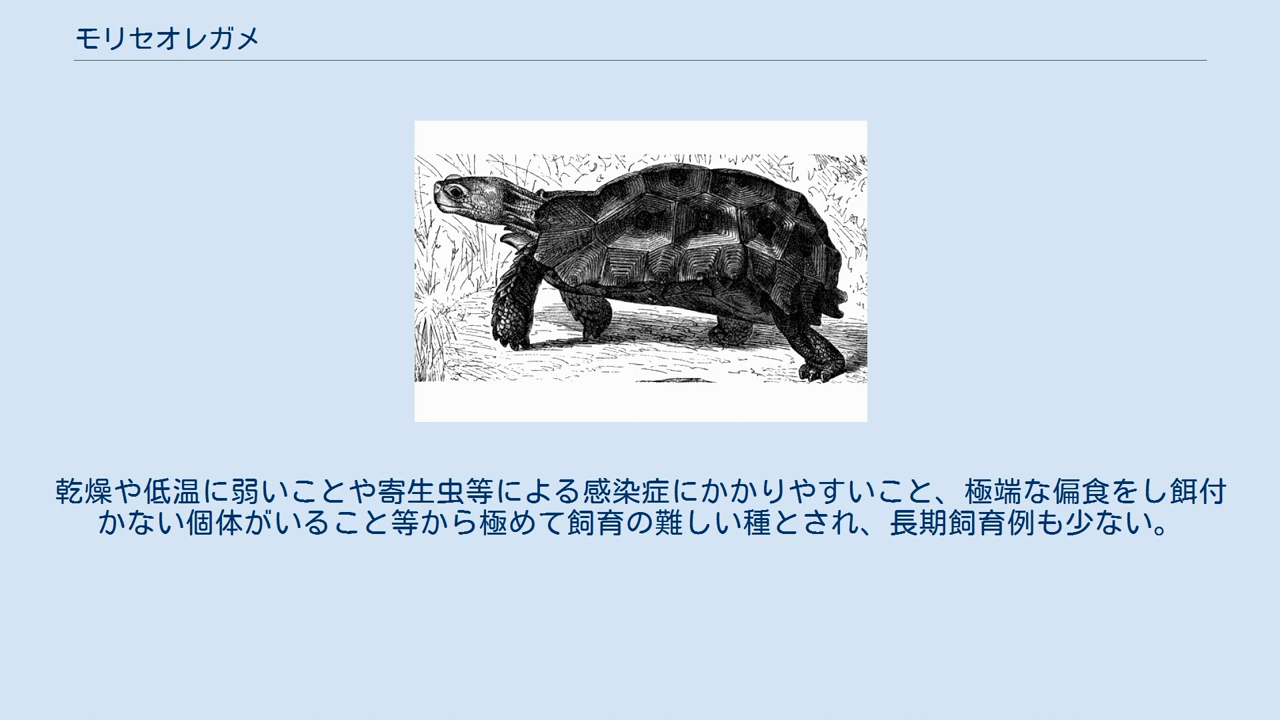 モリセオレガメ
乾燥や低温に弱いことや寄生虫等による感染症にかかりやすいこと、極端な偏食をし餌付
かない個体がいること等から極めて飼育の難しい種とされ、長期飼育例も少ない。